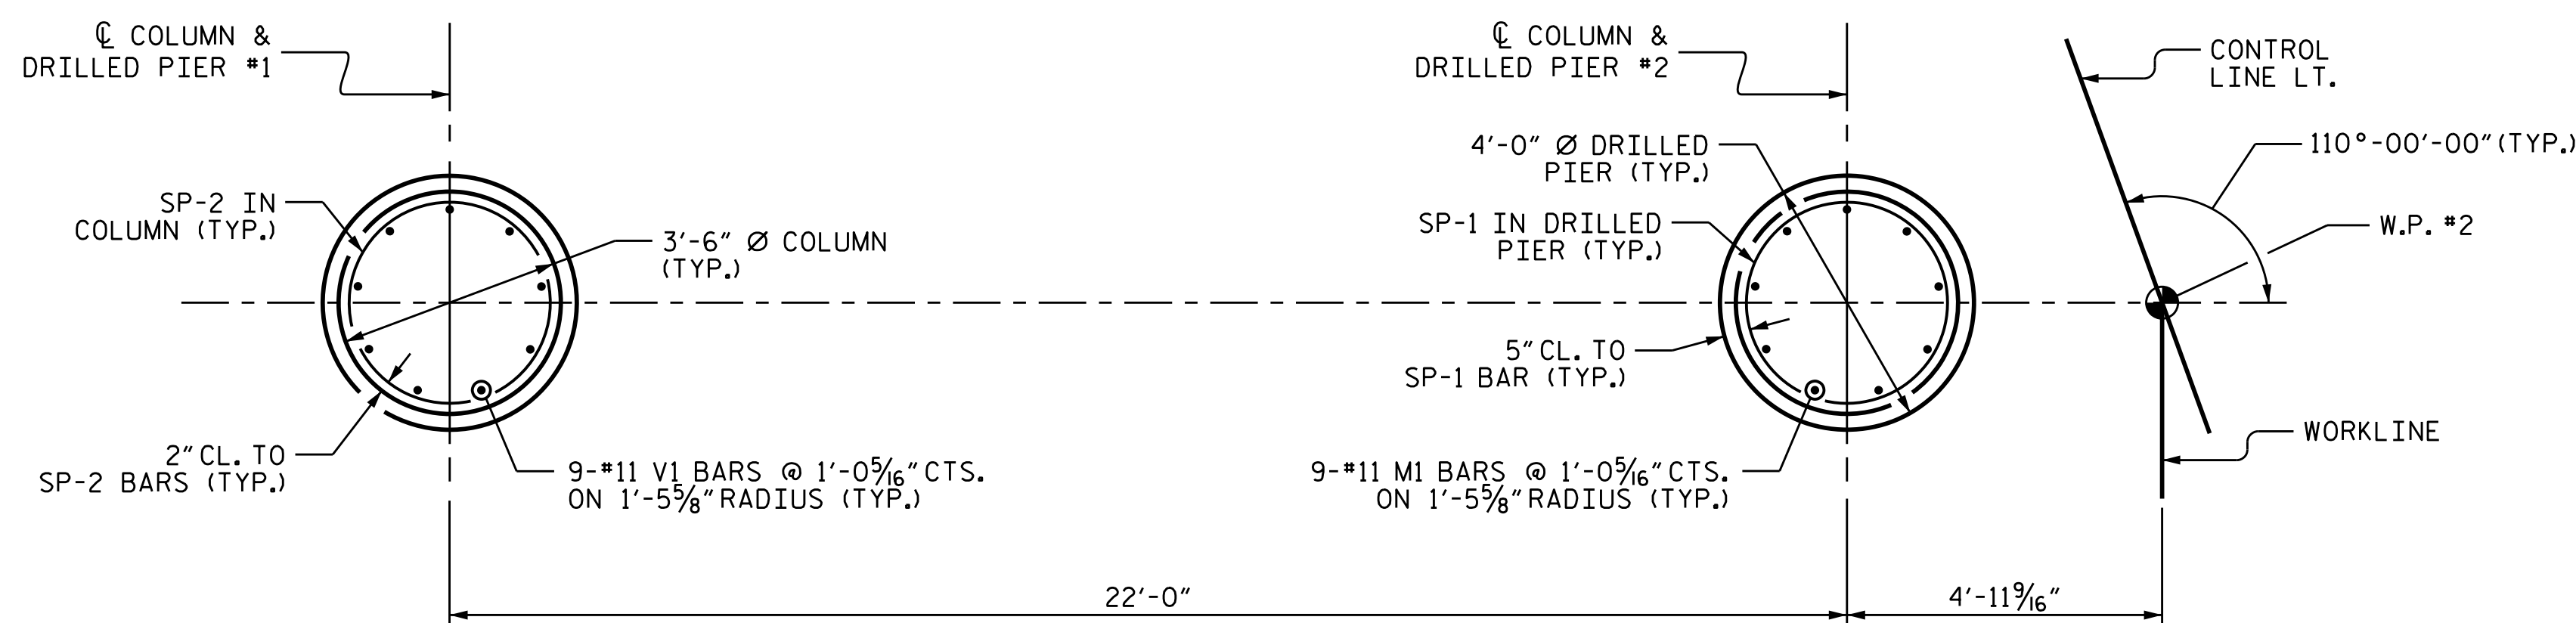 ℄ COLUMN &
DRILLED PIER #1
℄ COLUMN &
DRILLED PIER #2
CONTROL
LINE LT.
4'-0" Ø DRILLED
PIER (TYP.)
110°-00'-00" (TYP.)
SP-2 IN
COLUMN (TYP.)
3'-6" Ø COLUMN
(TYP.)
SP-1 IN DRILLED
PIER (TYP.)
W.P. #2
5" CL. TO
SP-1 BAR (TYP.)
2" CL. TO
SP-2 BARS (TYP.)
9-#11 V1 BARS @ 1'-0 5/16" CTS.
ON 1'-5 5/8" RADIUS (TYP.)
9-#11 M1 BARS @ 1'-0 5/16" CTS.
ON 1'-5 5/8" RADIUS (TYP.)
WORKLINE
22'-0"
4'-11 9/16"